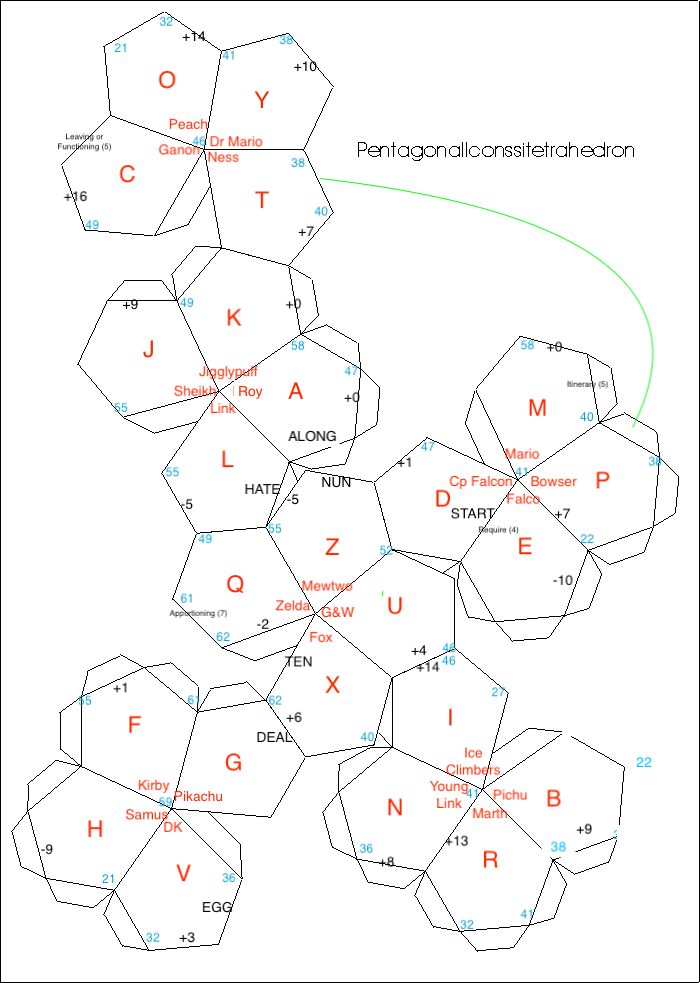 32
+14
21
41
38
O
+10
Y
Peach
Leaving or
Functioning (5)
46
Dr Mario
Ganon
Ness
PentagonalIconssitetrahedron
38
C
T
+16
40
49
+7
+9
49
K
+0
58
58
+0
J
Jigglypuff
47
Itinerary (5)
Sheikh
Roy
A
+0
M
40
55
Link
ALONG
47
Mario
38
L
+1
41
55
HATE
NUN
Cp Falcon
Bowser
P
-5
-5
D
Falco
START
+7
Require (4)
55
49
Z
E
22
52
-10
Q
Mewtwo
61
Zelda
G&W
U
Apportioning (7)
-2
62
Fox
46
+4
TEN
+14
46
X
55
+1
61
62
27
+6
F
I
DEAL
40
G
Ice
Climbers
22
Kirby
Pikachu
Young
Link
41
Pichu
B
59
Samus
DK
N
Marth
H
+9
-9
+13
38
V
36
+8
R
21
36
EGG
32
+3
32
41